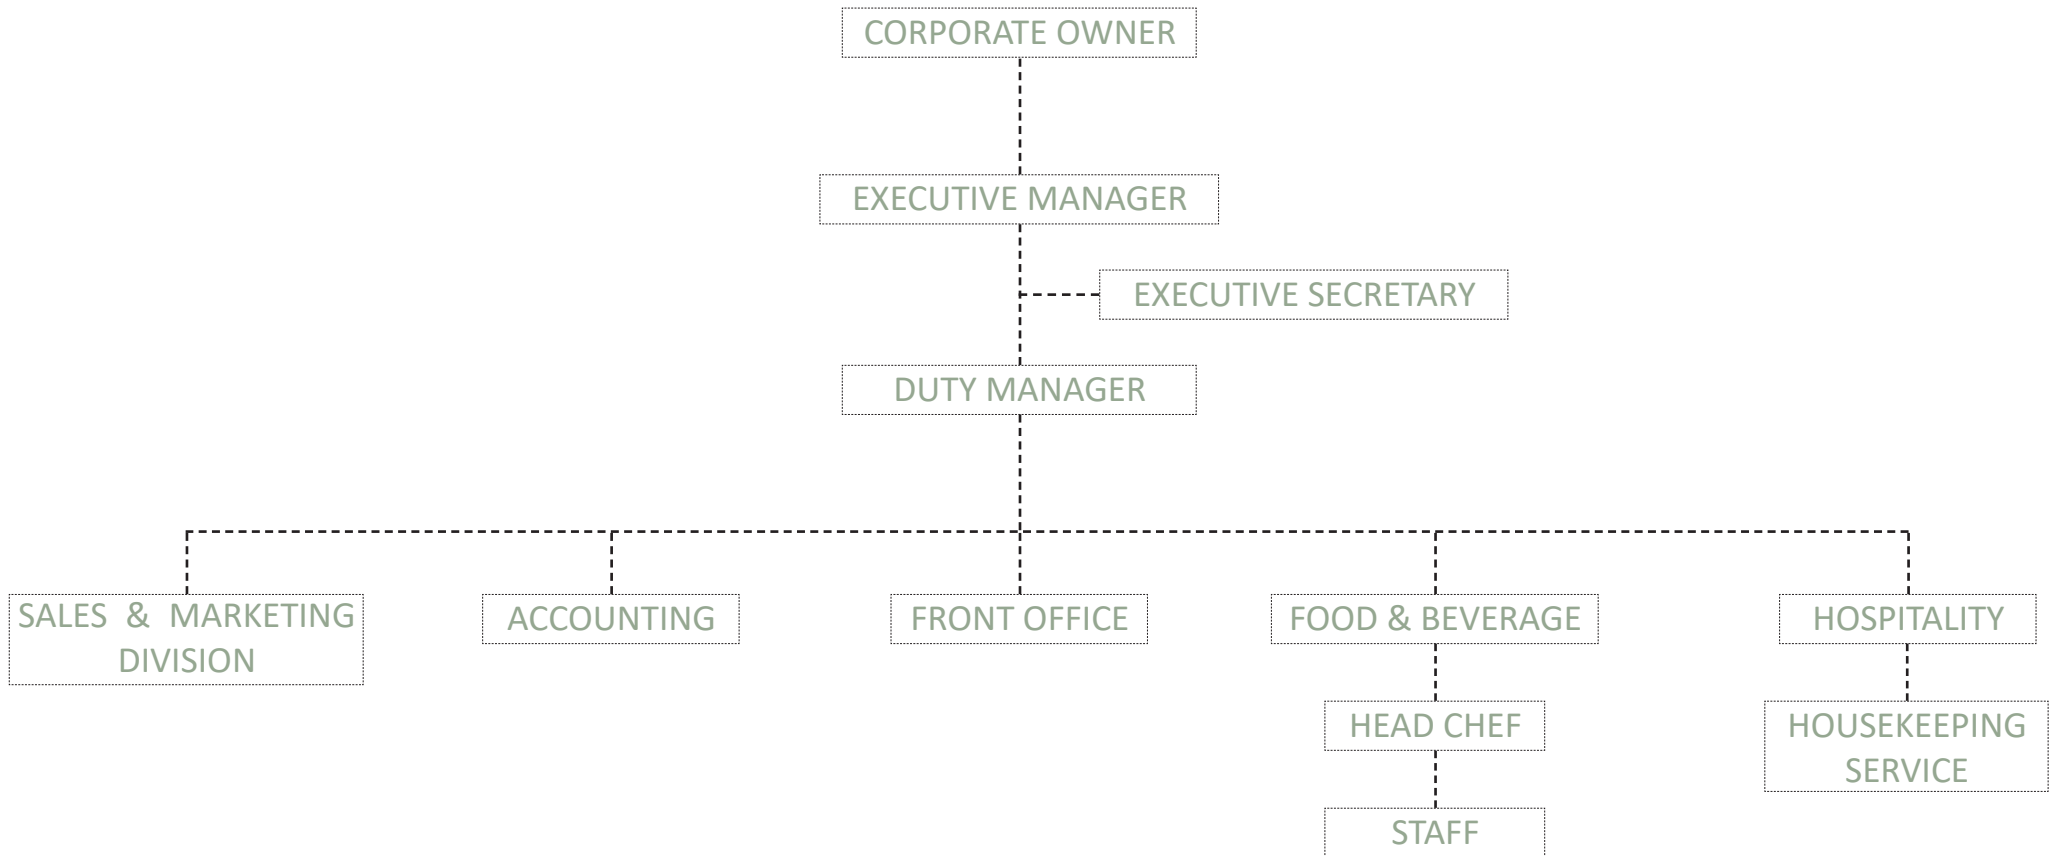 CORPORATE OWNER
EXECUTIVE MANAGER
EXECUTIVE SECRETARY
DUTY MANAGER
SALES & MARKETING
DIVISION
ACCOUNTING
FRONT OFFICE
FOOD & BEVERAGE
HOSPITALITY
HEAD CHEF
HOUSEKEEPING
SERVICE
STAFF